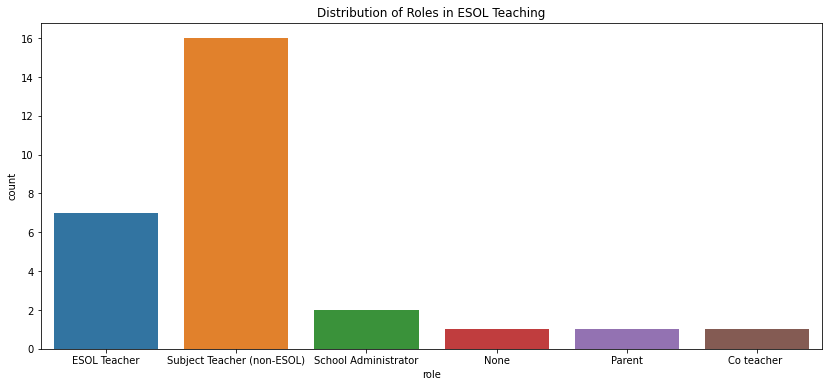 Distribution of Roles in ESOL Teaching
16
14
12
10
8
6
4
2
0
count
ESOL Teacher
Subject Teacher (non-ESOL)
School Administrator
None
Parent
Co teacher
role